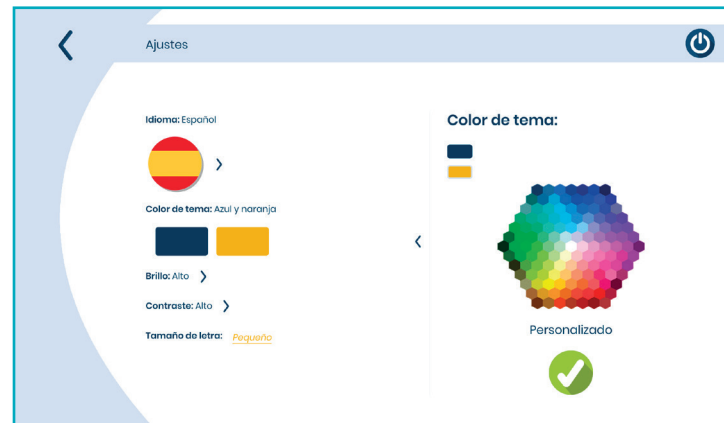 Ajustes
Idioma: Español
Color de tema: Azul y naranja
Brillo: Alto
Contraste: Alto
Tamaño de letra: Pequeño
Color de tema:
Personalizado